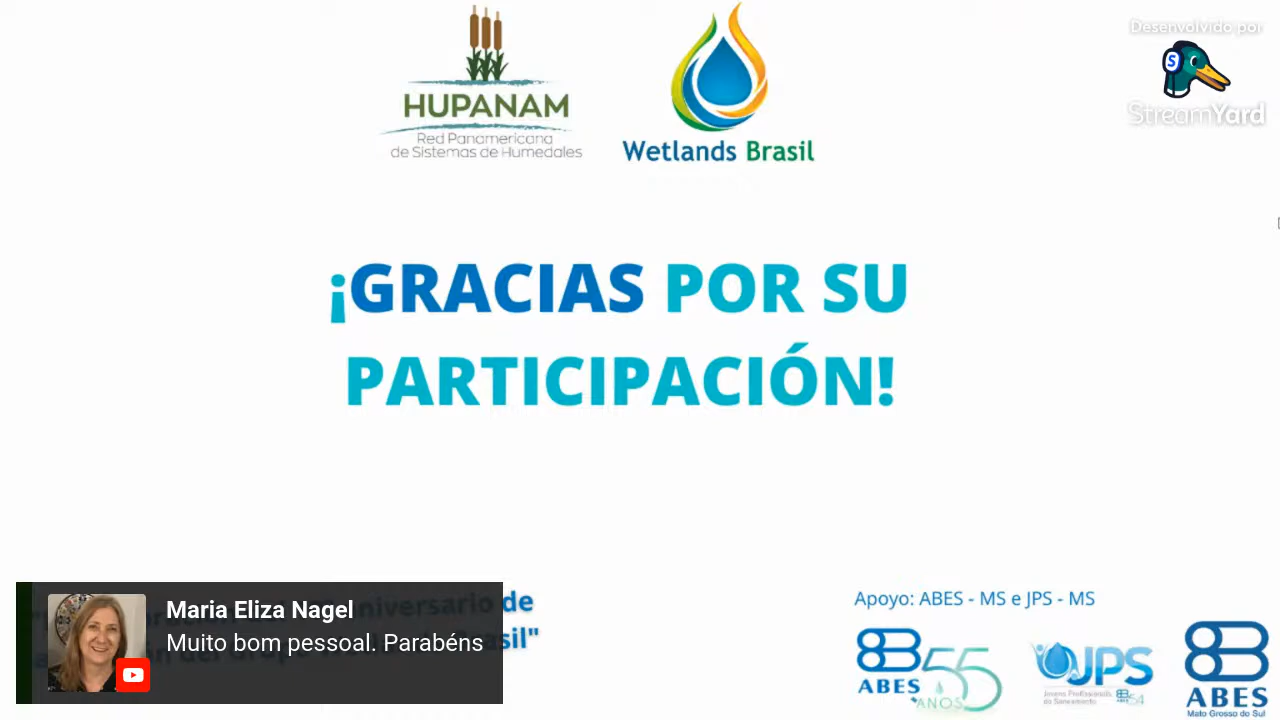 Desenvolvido por
StreamYard
HUPANAM
Red Panamericana
de Sistemas de Humedales
Wetlands Brasil
¡GRACIAS POR SU
PARTICIPACIÓN!
de
Maria Eliza Nagel
Muito bom pessoal. Parabéns
Apoyo: ABES - MS e JPS - MS
ABES
55
ANOS
JPS
Jovens Profissionais
do Saneamento
ABES
Mato Grosso do Sul